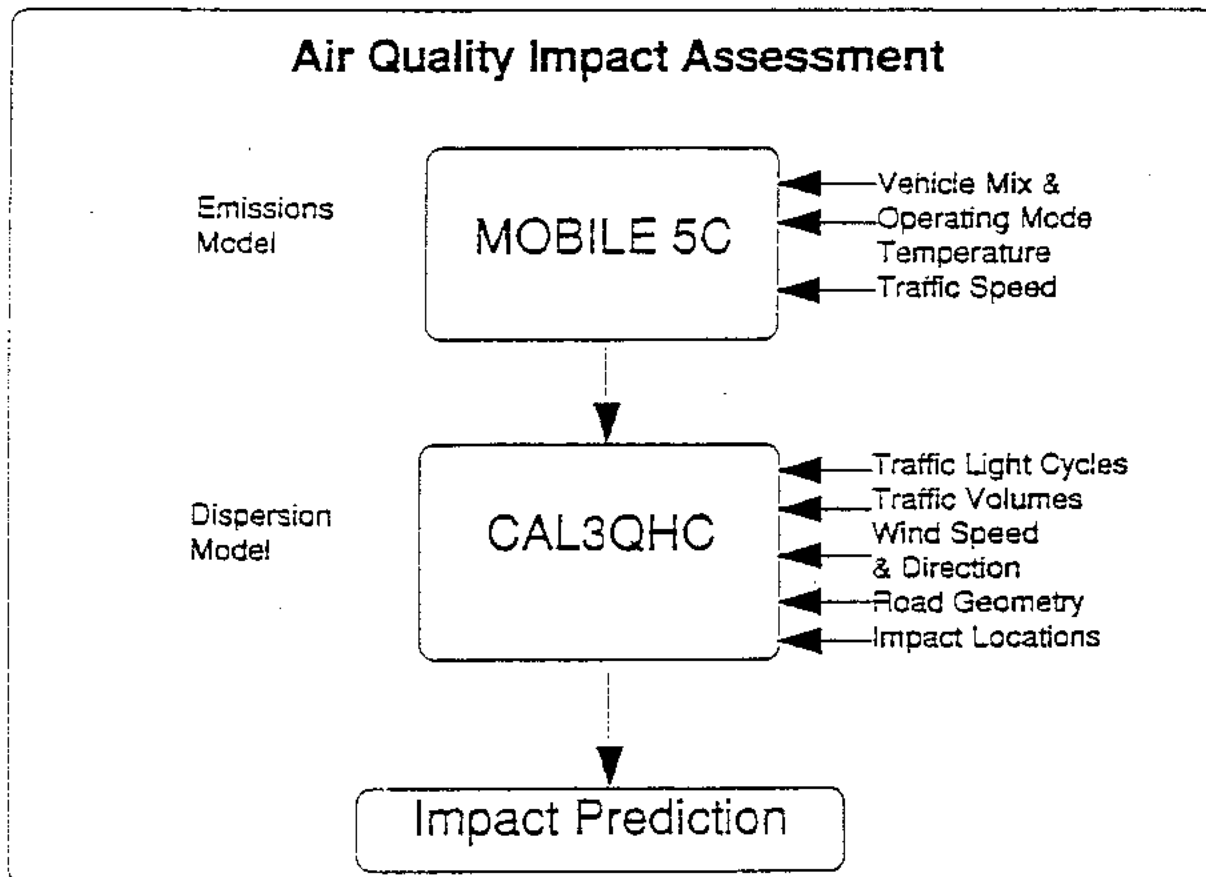 Air Quality Impact Assessment
Emissions
Model
MOBILE 5C
Vehicle Mix &
Operating Mode
Temperature
Traffic Speed
Dispersion
Model
CAL3QHC
Traffic Light Cycles
Traffic Volumes
Wind Speed
& Direction
Road Geometry
Impact Locations
Impact Prediction